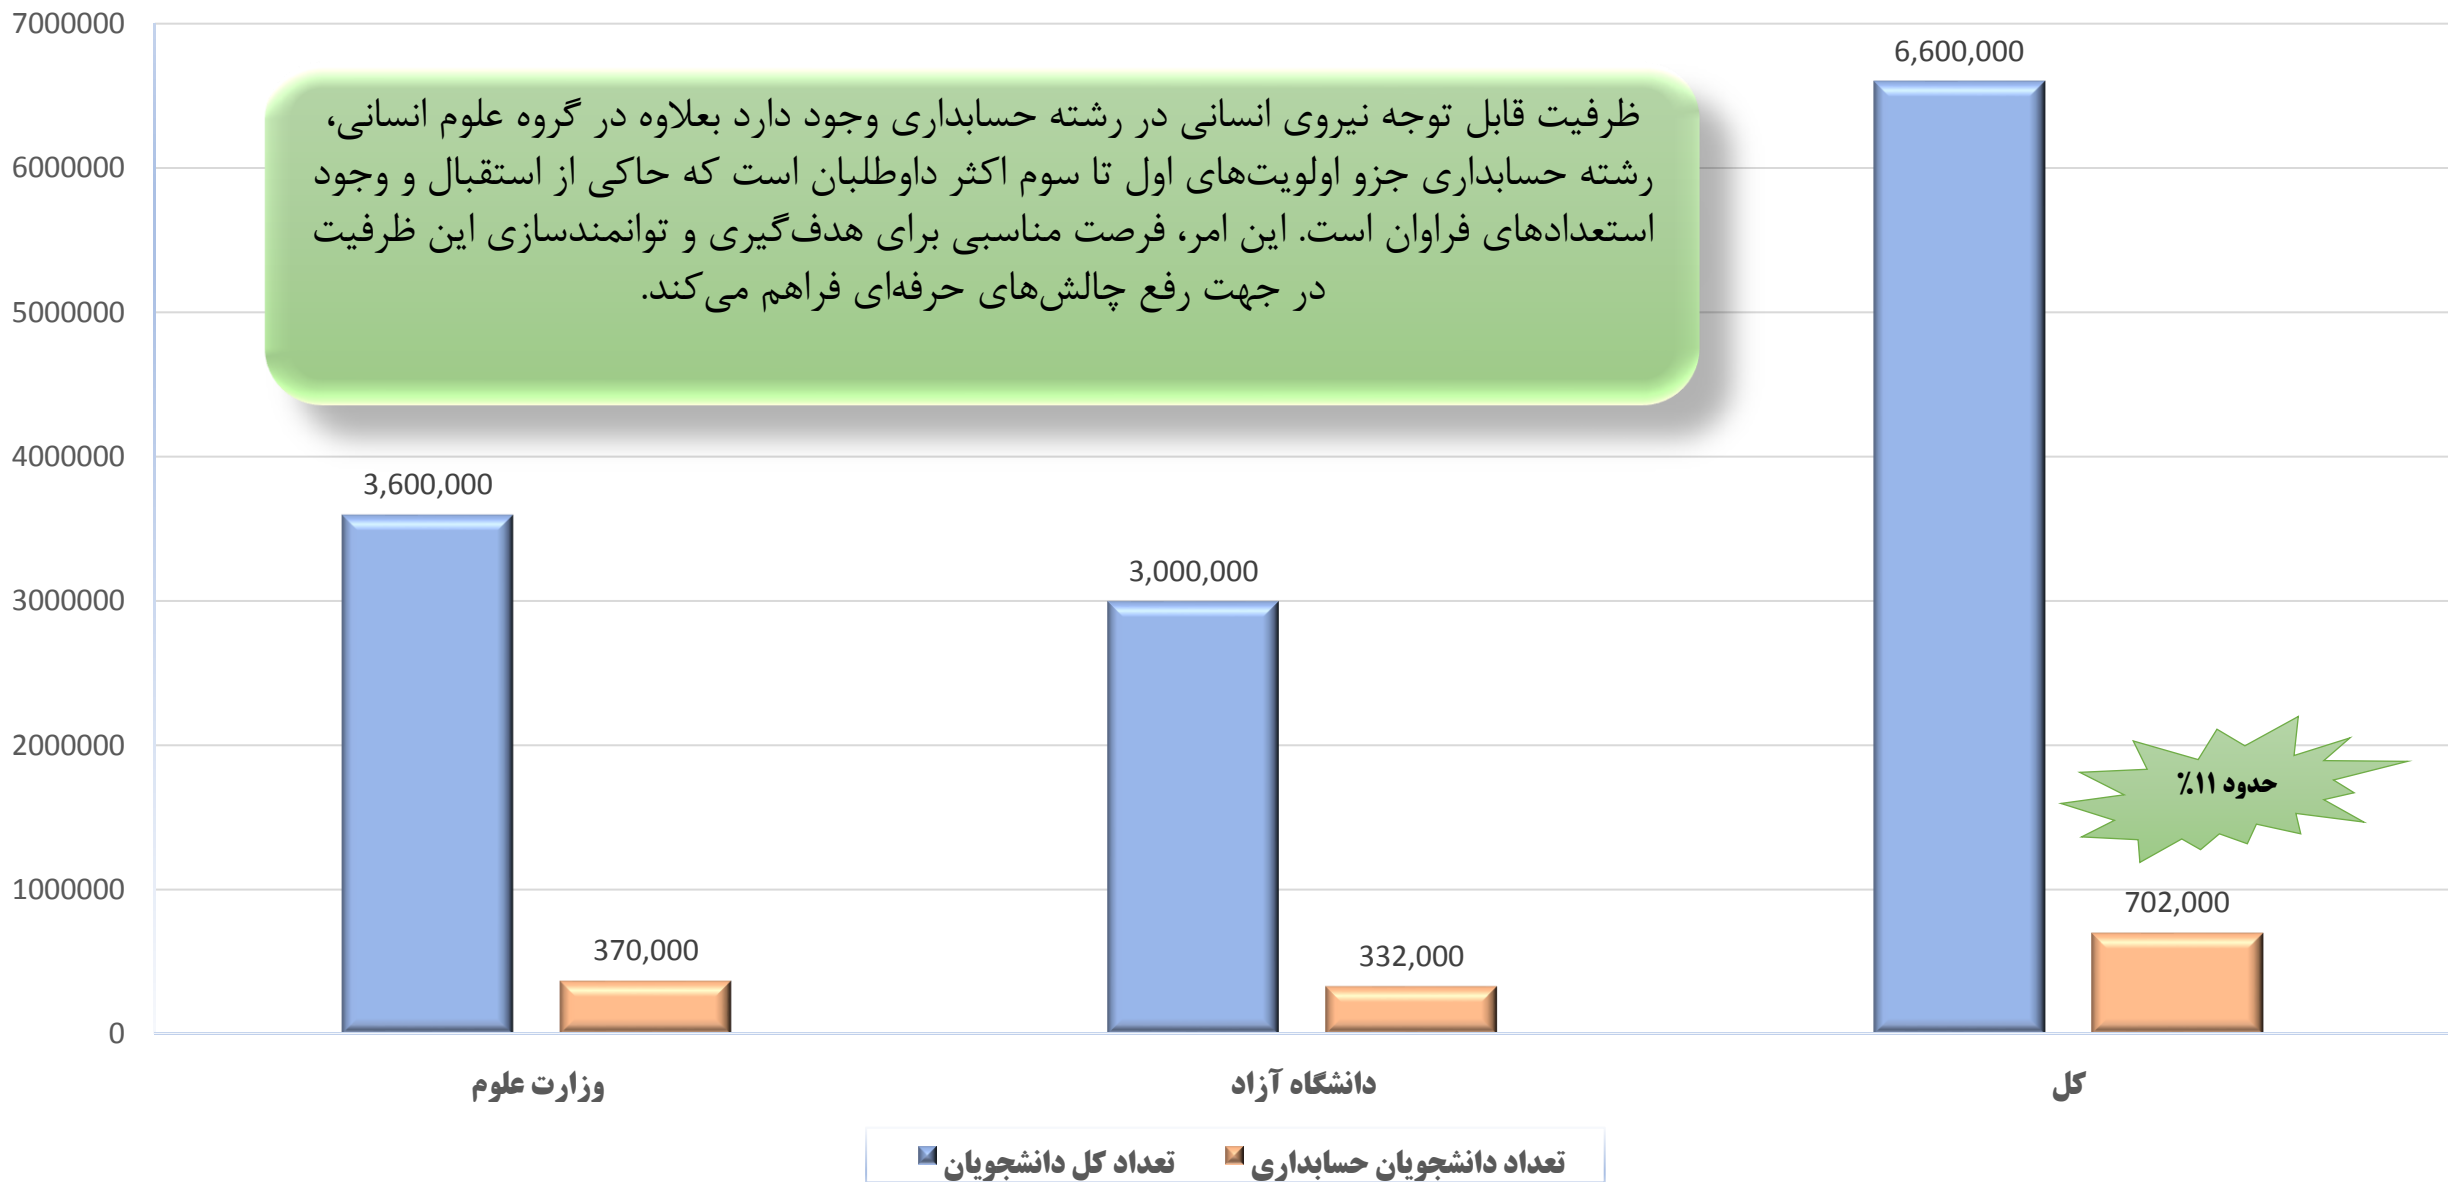 7000000
6000000
5000000
4000000
3000000
2000000
1000000
0
ظرفیت قابل توجه نیروی انسانی در رشته حسابداری وجود دارد بعلاوه در گروه علوم انسانی،
رشته حسابداری جزو اولویت‌های اول تا سوم اکثر داوطلبان است که حاکی از استقبال و وجود
استعدادهای فراوان است. این امر، فرصت مناسبی برای هدف‌گیری و توانمندسازی این ظرفیت
در جهت رفع چالش‌های حرفه‌ای فراهم می‌کند.
3,600,000
370,000
3,000,000
332,000
6,600,000
702,000
حدود ۱۱٪
وزارت علوم
دانشگاه آزاد
کل
تعداد کل دانشجویان
تعداد دانشجویان حسابداری